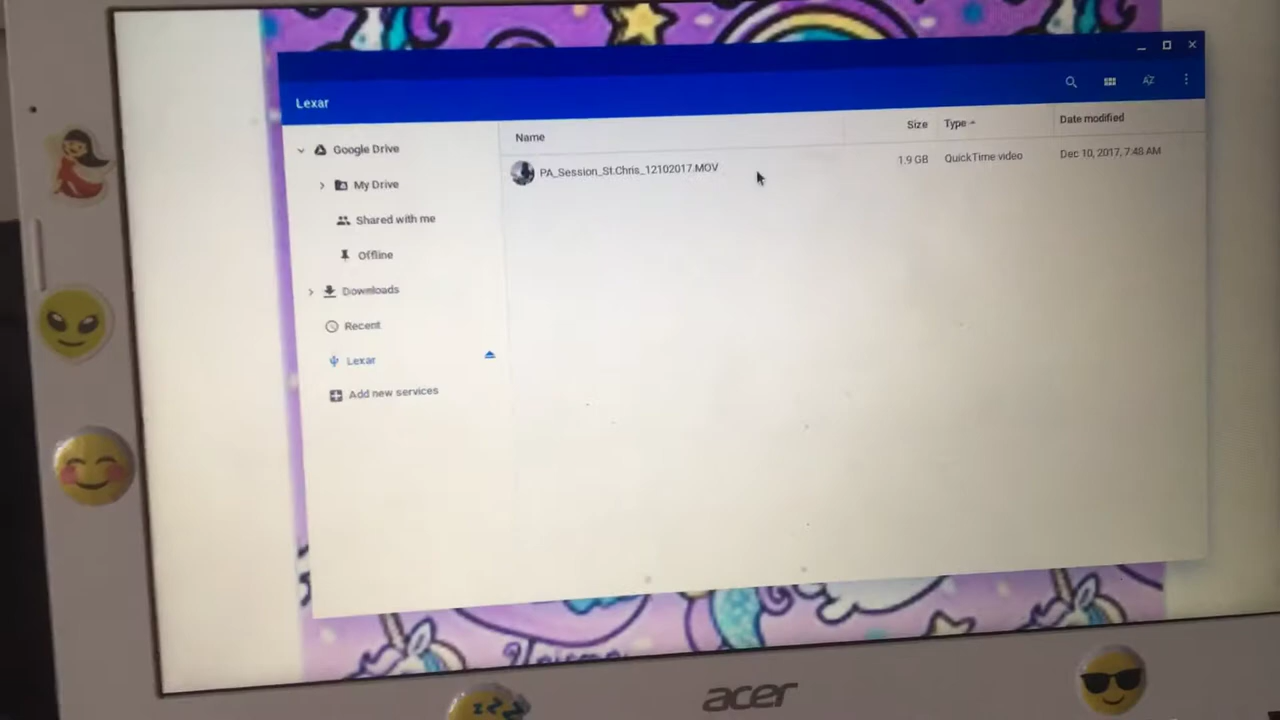 Lexar
Name Size Type Date modified
PA_Session_St.Chris_12102017.MOV 1.9 GB QuickTime video Dec 10, 2017, 7:48 AM
Google Drive
My Drive
Shared with me
Offline
Downloads
Recent
Lexar
Add new services
acer
zzz